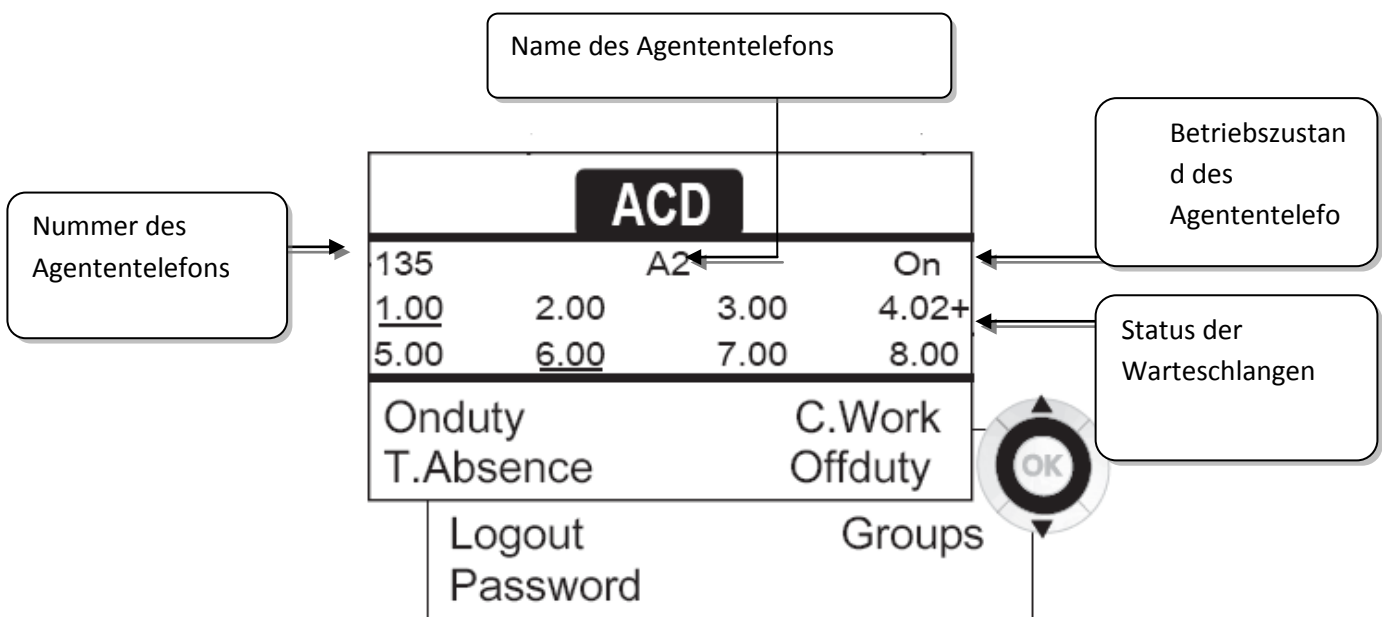 Name des Agententelefons
Betriebszustan
d des
Agententelefo
Nummer des
Agententelefons
ACD
135 A2 On
1.00 2.00 3.00 4.02+
5.00 6.00 7.00 8.00
Status der
Warteschlangen
Onduty C.Work
T.Absence Offduty
OK
Logout Groups
Password